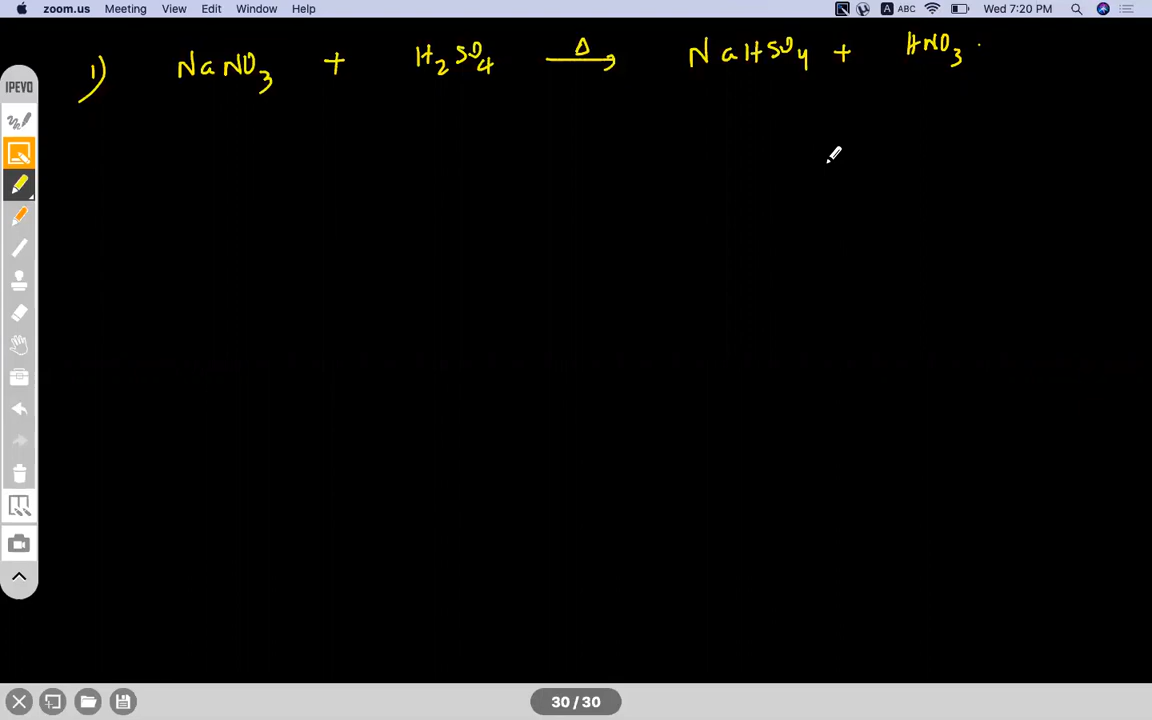 zoom.us Meeting View Edit Window Help A ABC Wed 7:20 PM
1) NaNO3 + H2SO4 Δ→ NaHSO4 + HNO3.
IPEVO
30 / 30